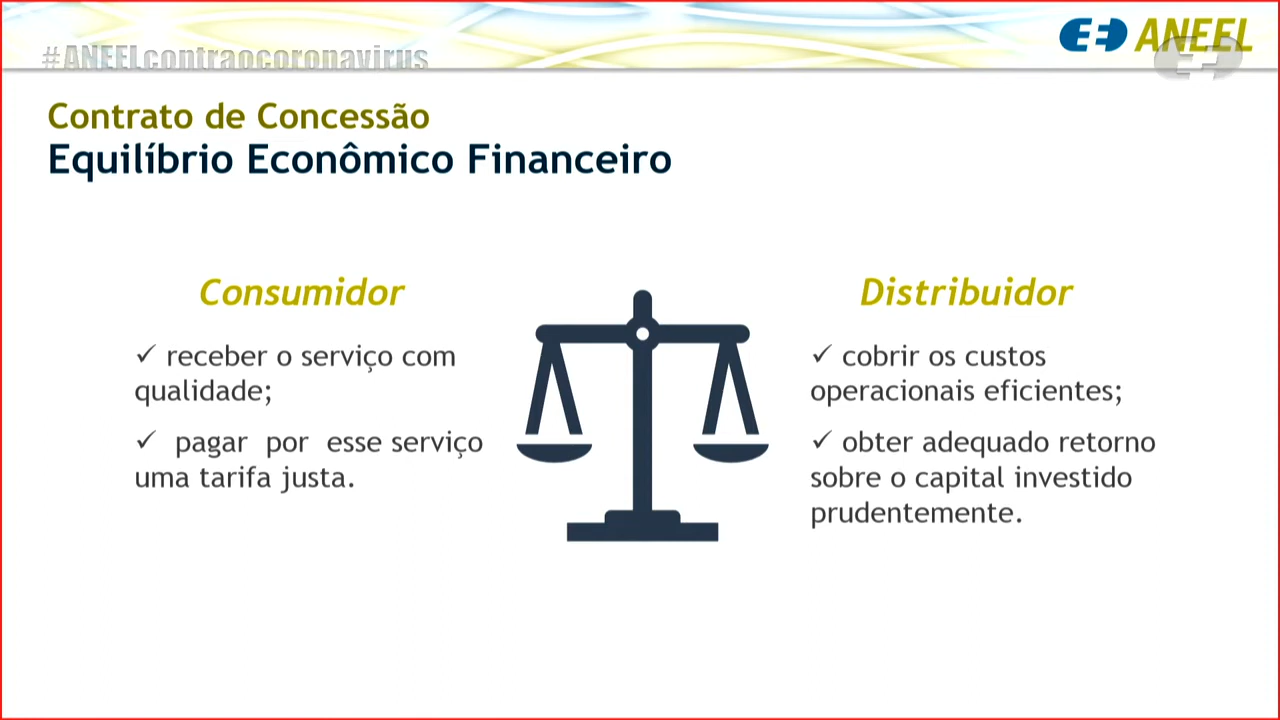 #ANEELcontraocoronavirus
ANEEL
Contrato de Concessão
Equilíbrio Econômico Financeiro
Consumidor
✓ receber o serviço com
qualidade;
✓ pagar por esse serviço
uma tarifa justa.
Distribuidor
✓ cobrir os custos
operacionais eficientes;
✓ obter adequado retorno
sobre o capital investido
prudentemente.